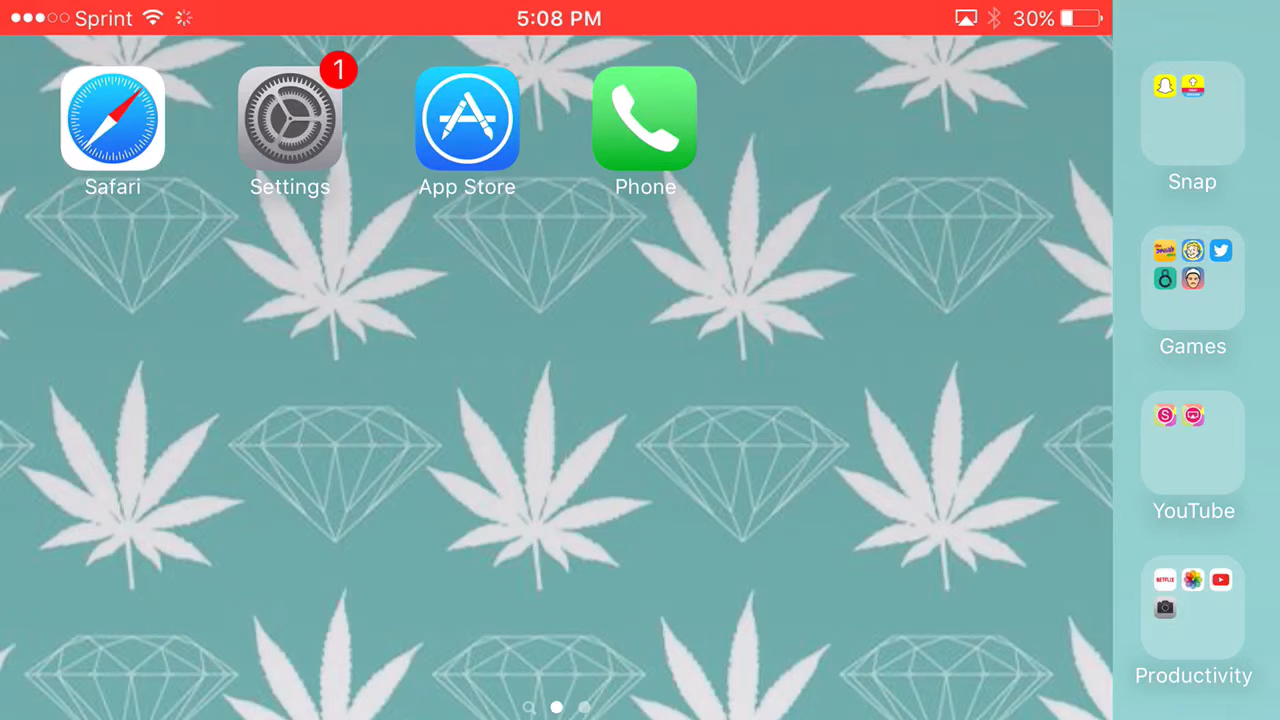 Sprint 5:08 PM 30%
1
Safari Settings App Store Phone
Snap
Games
YouTube
NETFLIX
Productivity